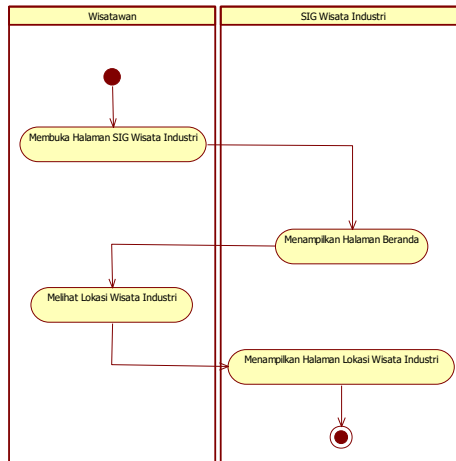 Wisatawan
SIG Wisata Industri
Membuka Halaman SIG Wisata Industri
Menampilkan Halaman Beranda
Melihat Lokasi Wisata Industri
Menampilkan Halaman Lokasi Wisata Industri